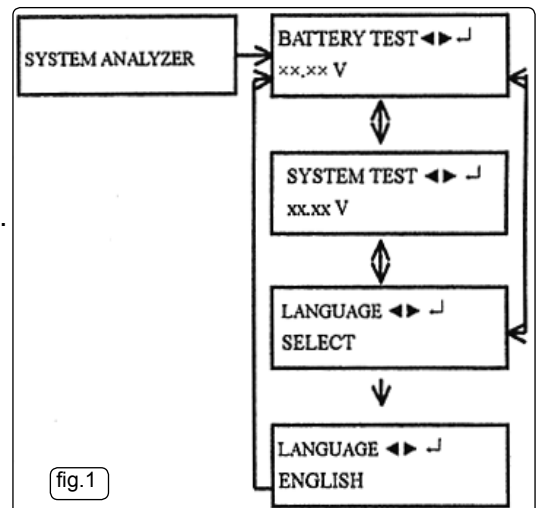 SYSTEM ANALYZER
BATTERY TEST ◄► ↵
××.×× V
SYSTEM TEST ◄► ↵
xx.xx V
LANGUAGE ◄► ↵
SELECT
LANGUAGE ◄► ↵
ENGLISH
fig.1
.